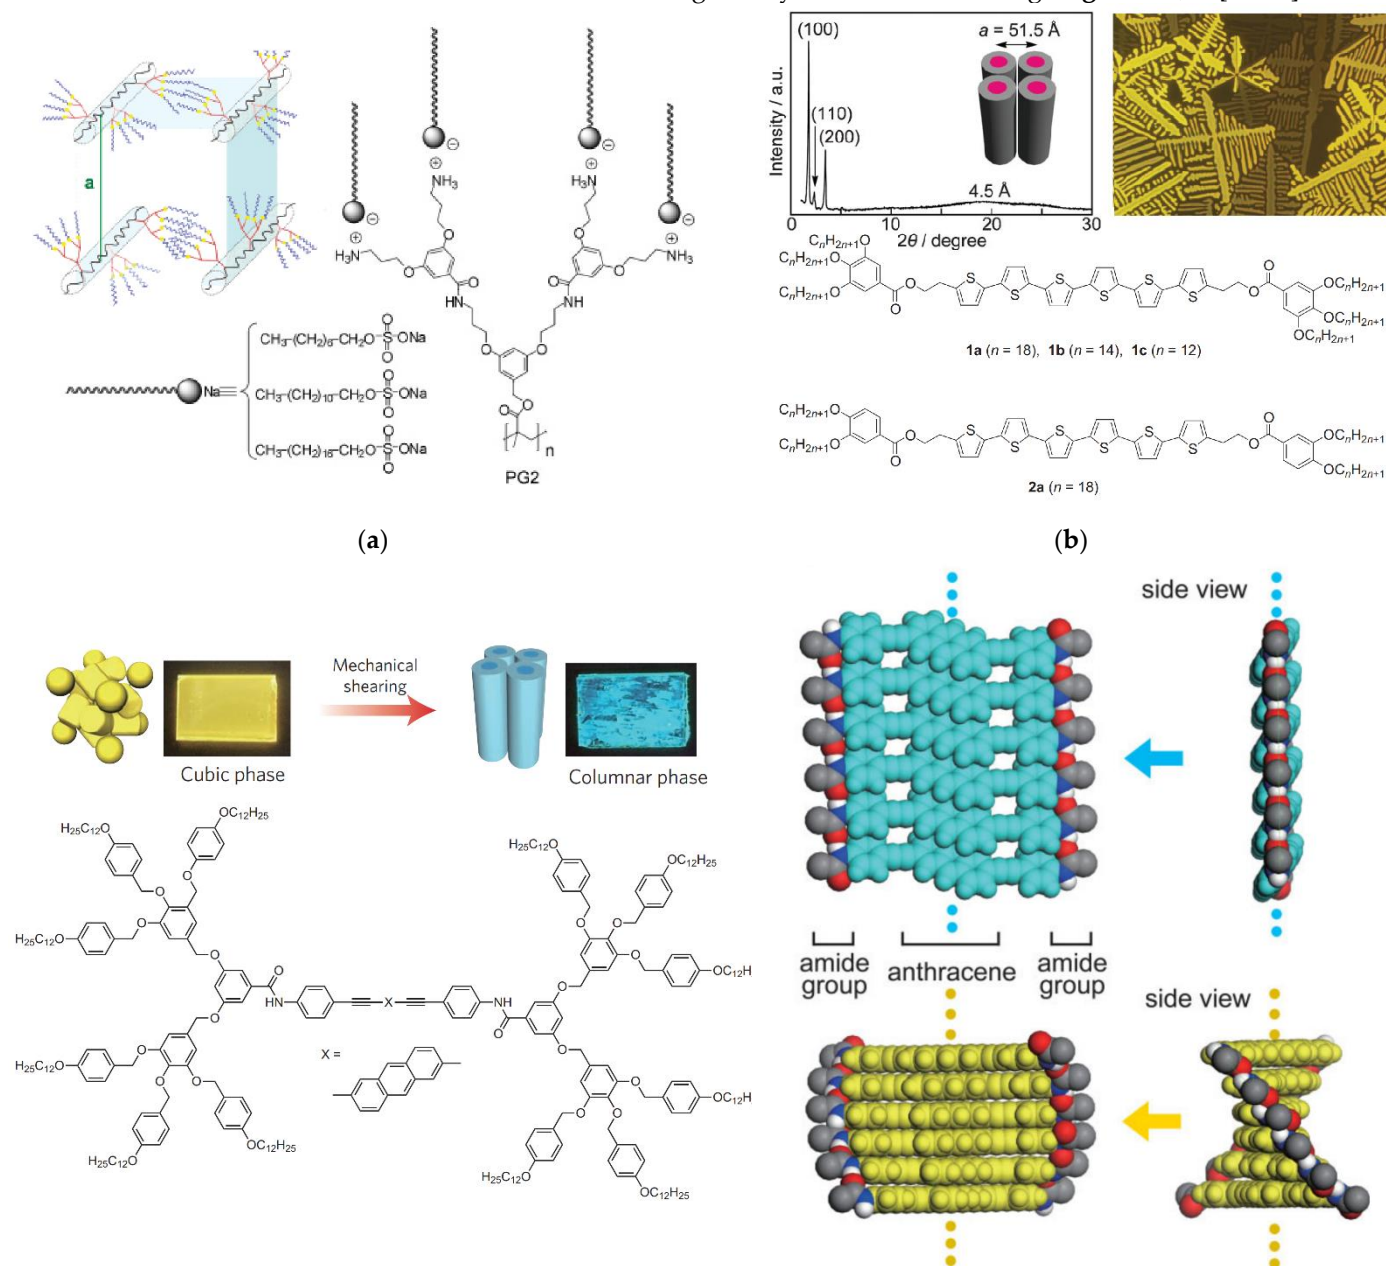 a
NH₃
⊕
⊖
H₃N
⊕
⊖
NH₃
⊕
⊖
H₃N
⊕
⊖
O
O
O
O
O
NH
O
HN
O
O
O
O
PG2
n
Na
CH₃-(CH₂)₆-CH₂O-S-ONa
O
O
CH₃-(CH₂)₁₀-CH₂O-S-ONa
O
O
CH₃-(CH₂)₁₅-CH₂O-S-ONa
O
O
(a)
Intensity / a.u.
(100)
(110)
(200)
a = 51.5 Å
4.5 Å
0 10 20 30
2θ / degree
CnH2n+1O
CnH2n+1O
CnH2n+1O
O
O
S S S S S S
O
O
OCnH2n+1
OCnH2n+1
OCnH2n+1
1a (n = 18), 1b (n = 14), 1c (n = 12)
CnH2n+1O
CnH2n+1O
O
O
S S S S S S
O
O
OCnH2n+1
OCnH2n+1
2a (n = 18)
(b)
Cubic phase
Mechanical
shearing
Columnar phase
H₂₅C₁₂O
OC₁₂H₂₅
H₂₅C₁₂O
O
O
O
O
O
O
NH
X
NH
O
O
O
H₂₅C₁₂O
H₂₅C₁₂O
OC₁₂H₂₅
H₂₅C₁₂O
OC₁₂H₂₅
OC₁₂H
OC₁₂H
H₂₅C₁₂O
OC₁₂H₂₅
X =
side view
amide
group
anthracene
amide
group
side view